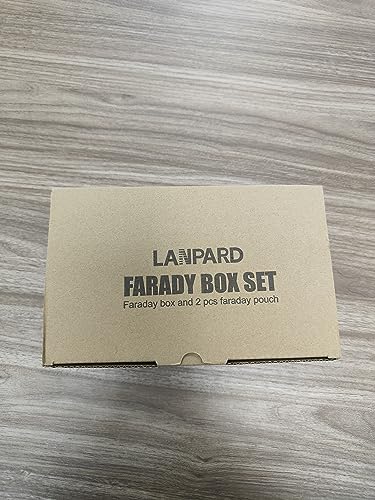 LANPARD
FARADY BOX SET
Faraday box and 2 pcs faraday pouch